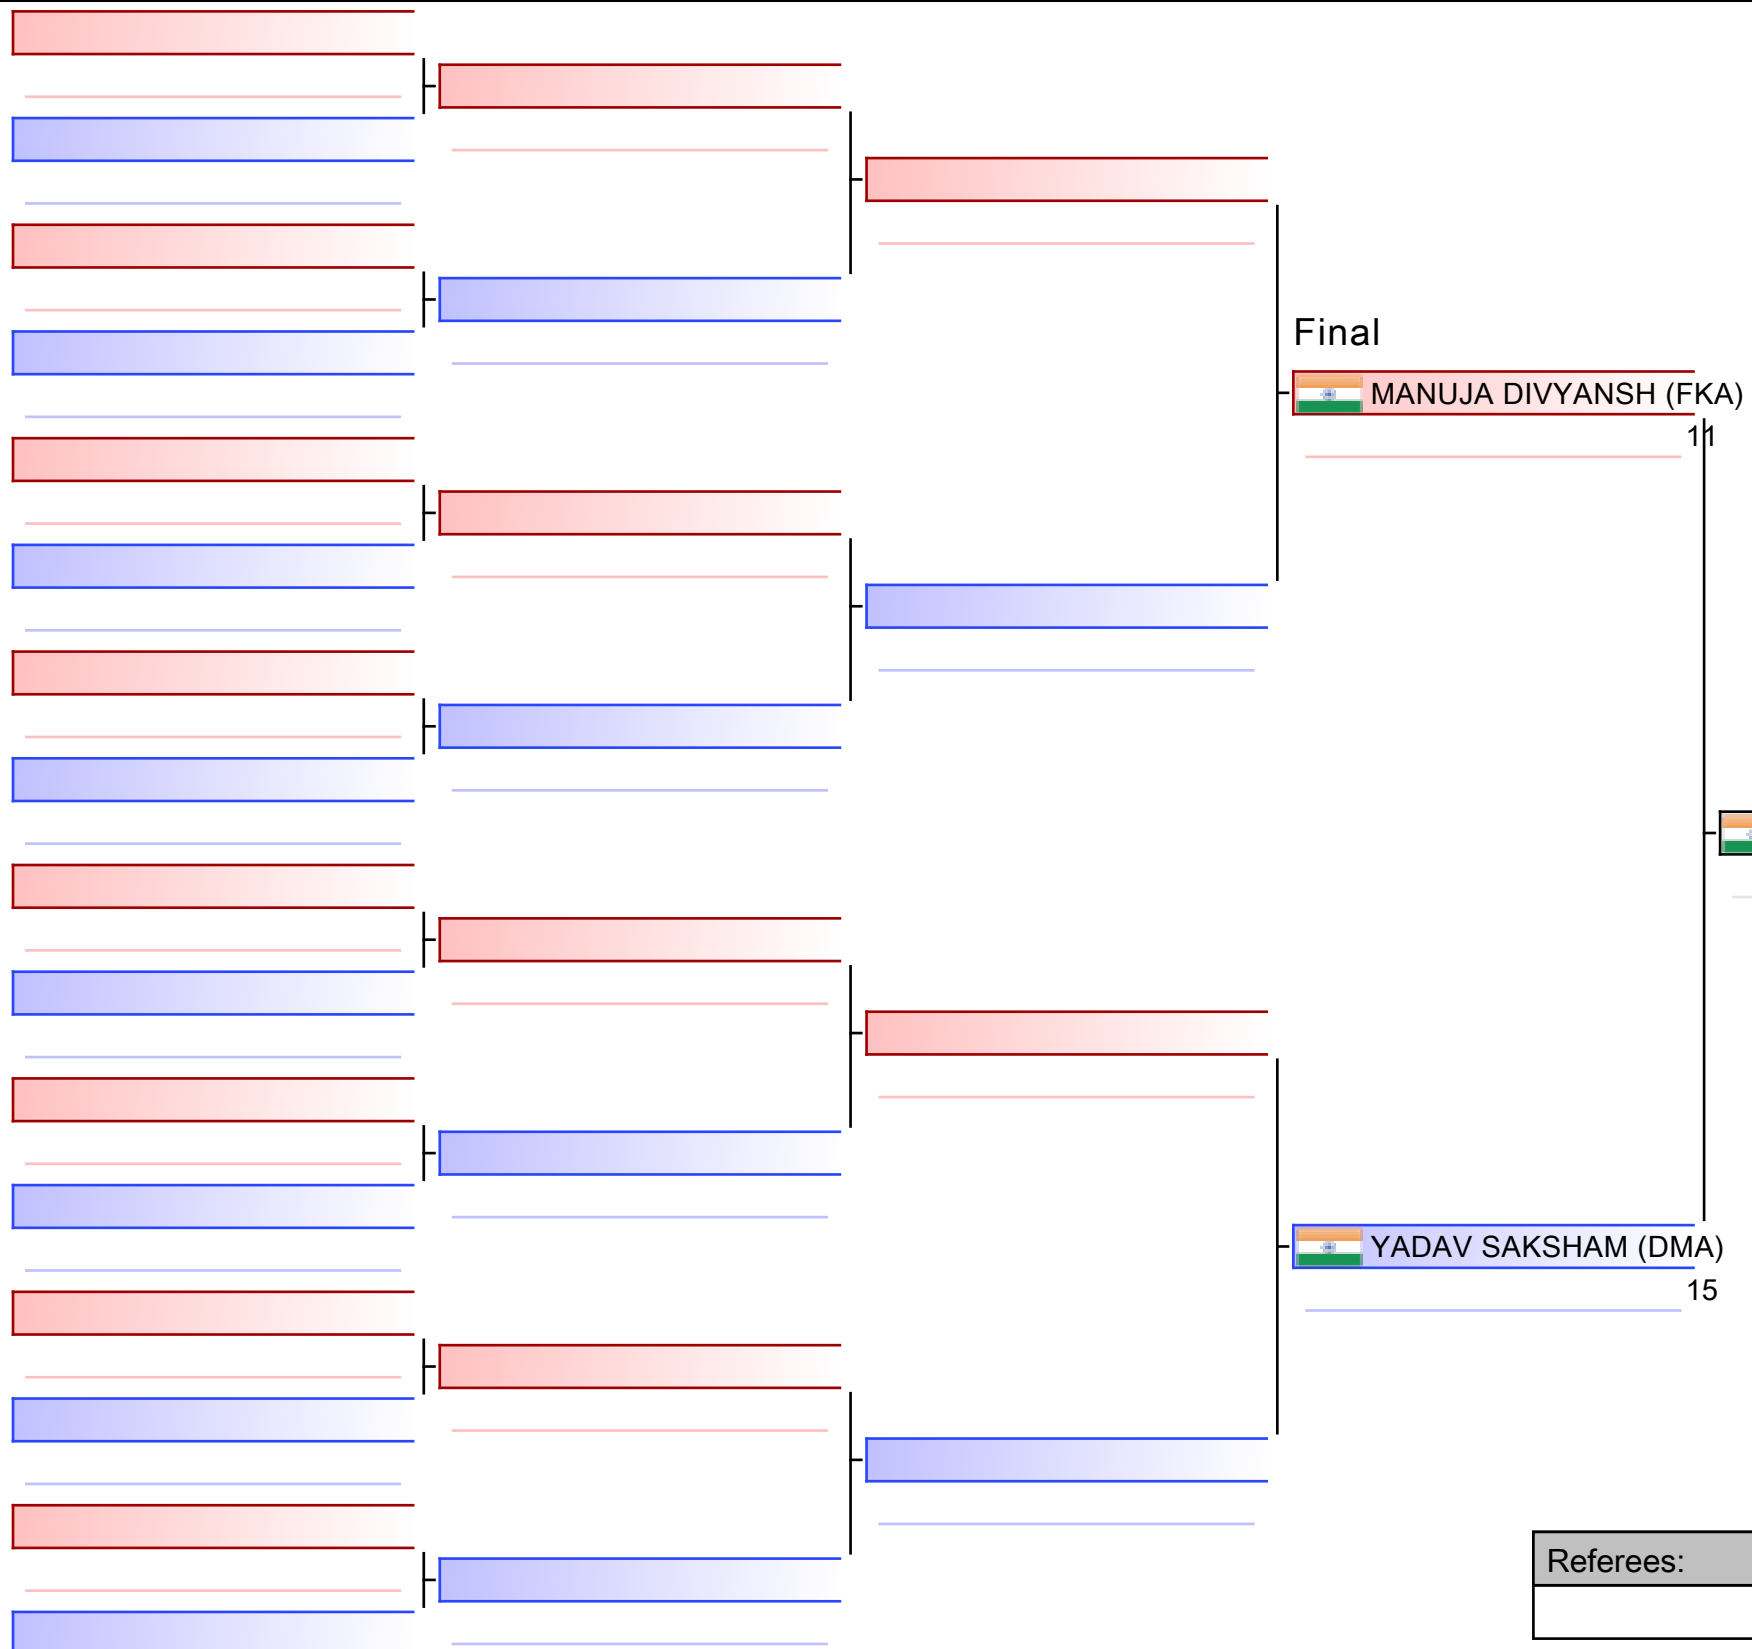 Final
MANUJA DIVYANSH (FKA)
11
YADAV SAKSHAM (DMA)
15
Referees: